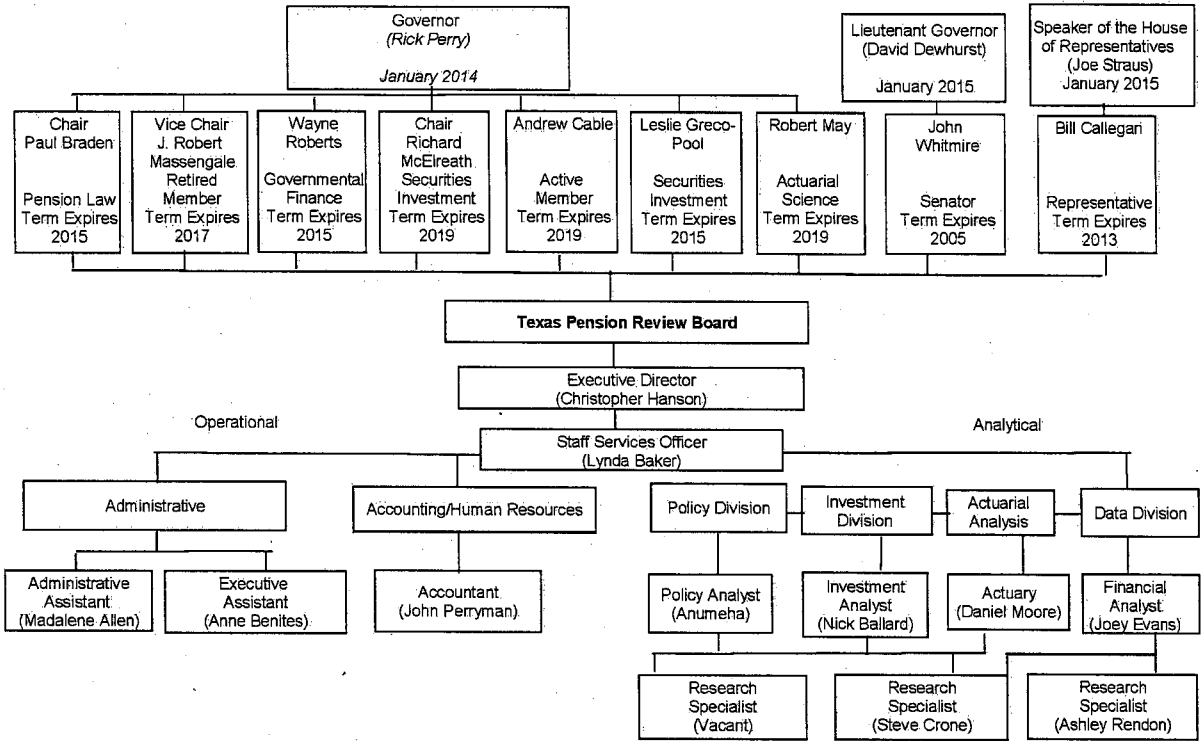 Governor
(Rick Perry)
January 2014
Lieutenant Governor
(David Dewhurst)
January 2015
Speaker of the House
of Representatives
(Joe Straus)
January 2015
Chair
Paul Braden
Pension Law
Term Expires
2015
Vice Chair
J. Robert
Massengale
Retired
Member
Term Expires
2017
Wayne
Roberts
Governmental
Finance
Term Expires
2015
Chair
Richard
McElreath
Securities
Investment
Term Expires
2019
Andrew Cable
Active
Member
Term Expires
2019
Leslie Greco-
Pool
Securities
Investment
Term Expires
2015
Robert May
Actuarial
Science
Term Expires
2019
John
Whitmire
Senator
Term Expires
2005
Bill Callegari
Representative
Term Expires
2013
Texas Pension Review Board
Executive Director
(Christopher Hanson)
Operational
Analytical
Staff Services Officer
(Lynda Baker)
Administrative
Accounting/Human Resources
Policy Division
Investment
Division
Actuarial
Analysis
Data Division
Administrative
Assistant
(Madalene Allen)
Executive
Assistant
(Anne Benites)
Accountant
(John Perryman)
Policy Analyst
(Anumeha)
Investment
Analyst
(Nick Ballard)
Actuary
(Daniel Moore)
Financial
Analyst
(Joey Evans)
Research
Specialist
(Vacant)
Research
Specialist
(Steve Crone)
Research
Specialist
(Ashley Rendon)